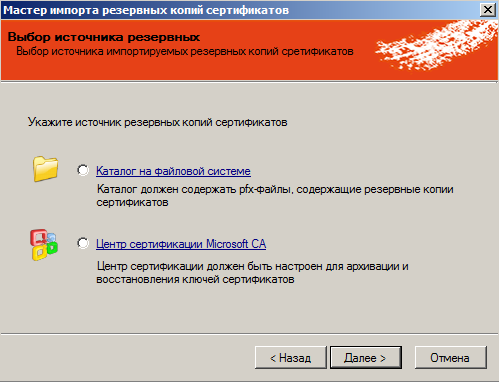 Мастер импорта резервных копий сертификатов
Выбор источника резервных
Выбор источника импортируемых резервных копий сретификатов
Укажите источник резервных копий сертификатов
Каталог на файловой системе
Каталог должен содержать pfx-файлы, содержащие резервные копии
сертификатов
Центр сертификации Microsoft CA
Центр сертификации должен быть настроен для архивации и
восстановления ключей сертификатов
< Назад
Далее >
Отмена